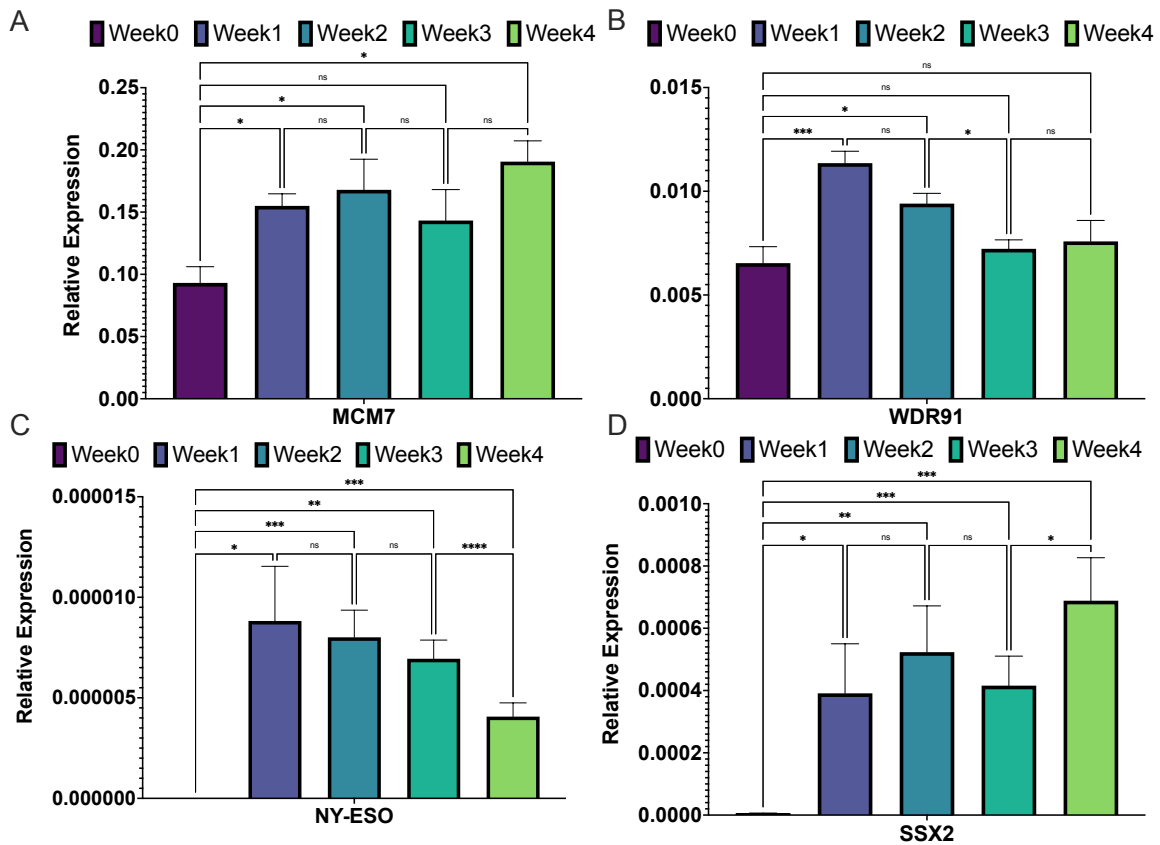 A
Week0 Week1 Week2 Week3 Week4
*
ns
* 
* ns ns ns
0.25
0.20
0.15
0.10
0.05
0.00
Relative Expression
MCM7
B
Week0 Week1 Week2 Week3 Week4
ns
ns
*
*** ns * ns
0.015
0.010
0.005
0.000
WDR91
C
Week0 Week1 Week2 Week3 Week4
***
**
***
* ns ns ****
0.000015
0.000010
0.000005
0.000000
Relative Expression
NY-ESO
D
Week0 Week1 Week2 Week3 Week4
***
***
**
* ns ns *
0.0010
0.0008
0.0006
0.0004
0.0002
0.0000
Relative Expression
SSX2